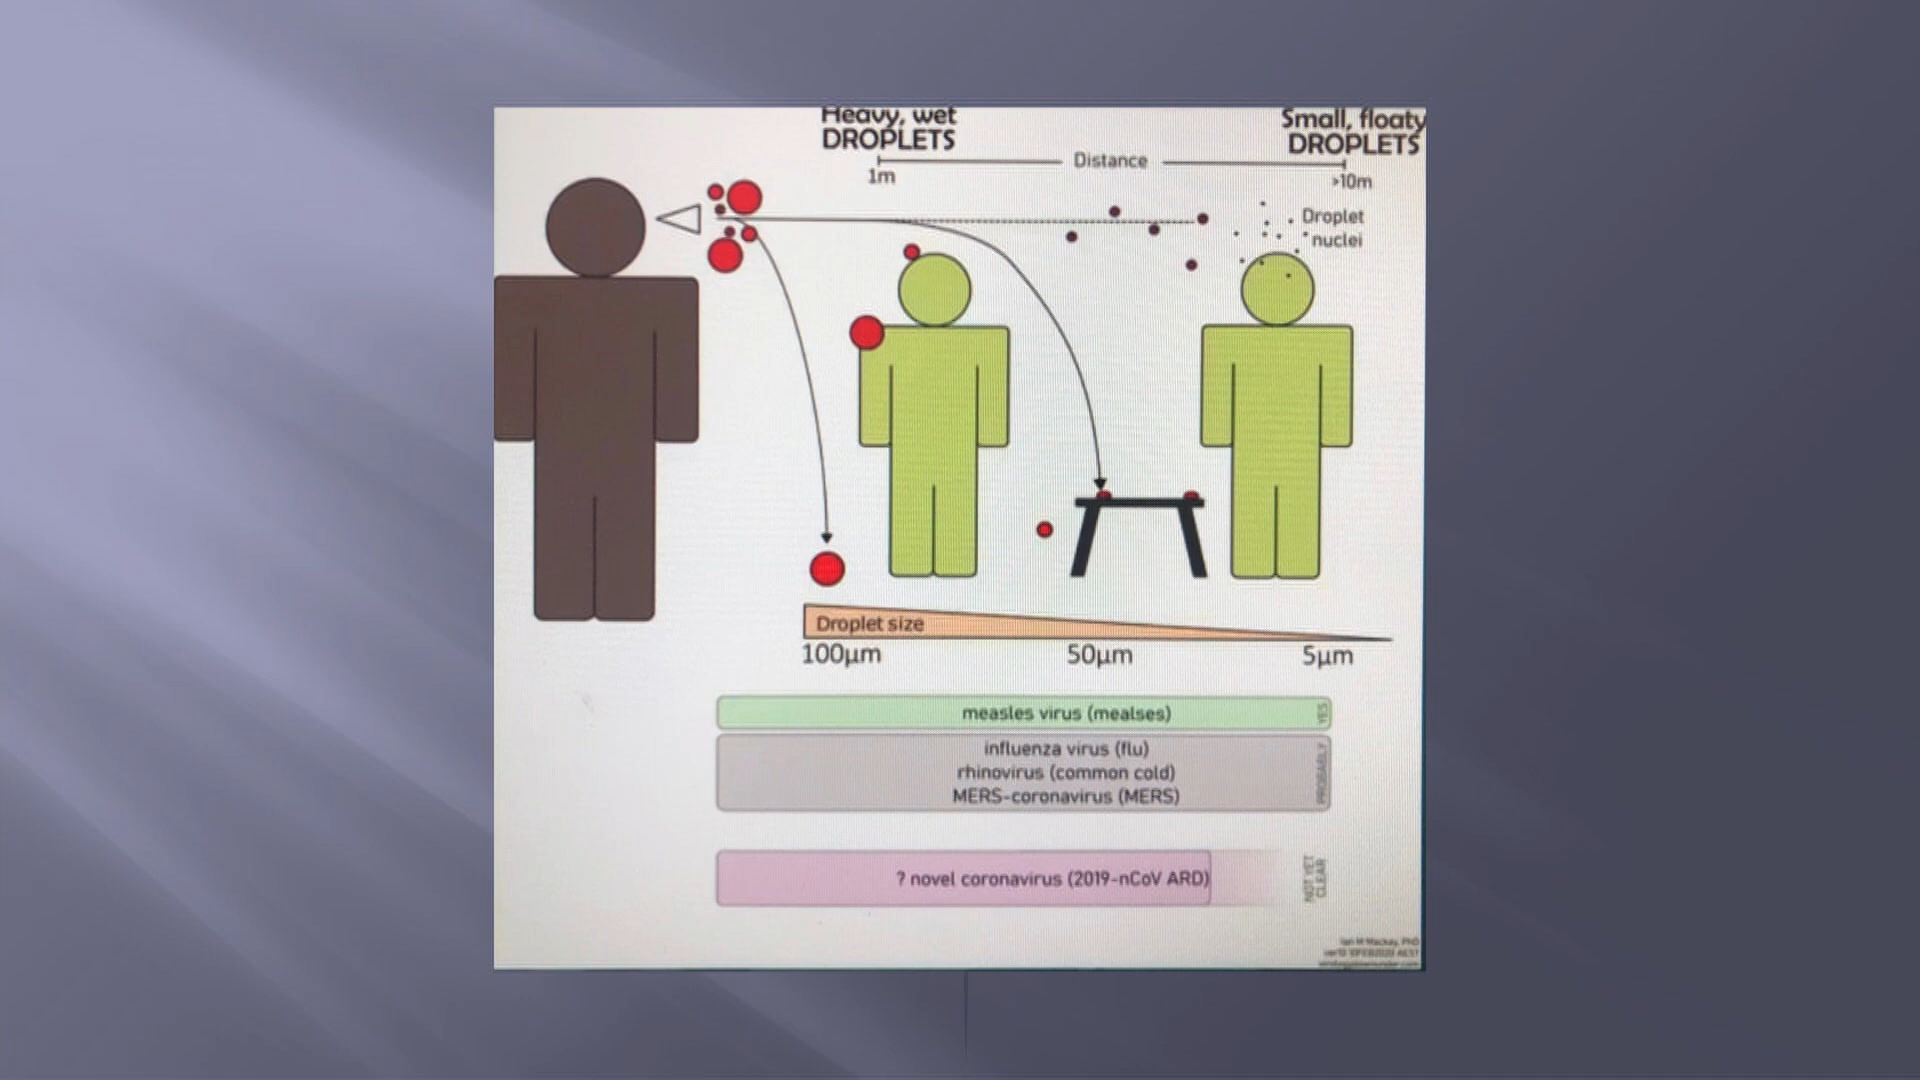 Heavy, wet
DROPLETS
Small, floaty
DROPLETS
Distance
1m
>10m
Droplet
nuclei
Droplet size
100µm
50µm
5µm
measles virus (mealses)
YES
influenza virus (flu)
rhinovirus (common cold)
MERS-coronavirus (MERS)
PROBABLY
? novel coronavirus (2019-nCoV ARD)
NOT YET
CLEAR
Ian M Mackay, PhD